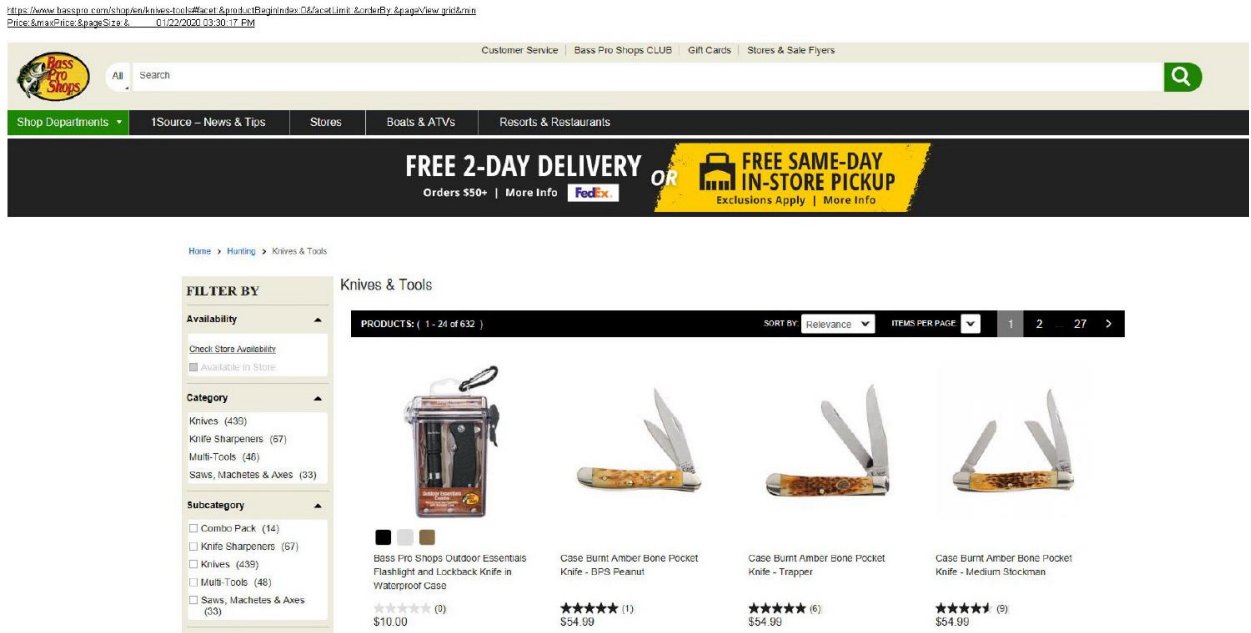 https://www.basspro.com/shop/en/knives-tools#facet:&productBeginIndex:0&facetLimit:&orderBy:&pageView:grid&min
Price:&maxPrice:&pageSize:& 01/22/2020 03:30:17 PM
Customer Service | Bass Pro Shops CLUB | Gift Cards | Stores & Sale Flyers
Bass
Pro
Shops
All Search
Shop Departments 1Source – News & Tips Stores Boats & ATVs Resorts & Restaurants
FREE 2-DAY DELIVERY
Orders $50+ | More Info FedEx.
OR
FREE SAME-DAY
IN-STORE PICKUP
Exclusions Apply | More Info
Home > Hunting > Knives & Tools
FILTER BY
Availability
Check Store Availability
Available in Store
Category
Knives (439)
Knife Sharpeners (67)
Multi-Tools (48)
Saws, Machetes & Axes (33)
Subcategory
Combo Pack (14)
Knife Sharpeners (67)
Knives (439)
Multi-Tools (48)
Saws, Machetes & Axes
(33)
Knives & Tools
PRODUCTS: ( 1 - 24 of 632 ) SORT BY: Relevance ITEMS PER PAGE 1 2 ... 27 >
Outdoor Essentials
Combo
Bass Pro Shops Outdoor Essentials
Flashlight and Lockback Knife in
Waterproof Case
(0)
$10.00
Case Burnt Amber Bone Pocket
Knife - BPS Peanut
(1)
$54.99
Case Burnt Amber Bone Pocket
Knife - Trapper
(6)
$54.99
Case Burnt Amber Bone Pocket
Knife - Medium Stockman
(9)
$54.99